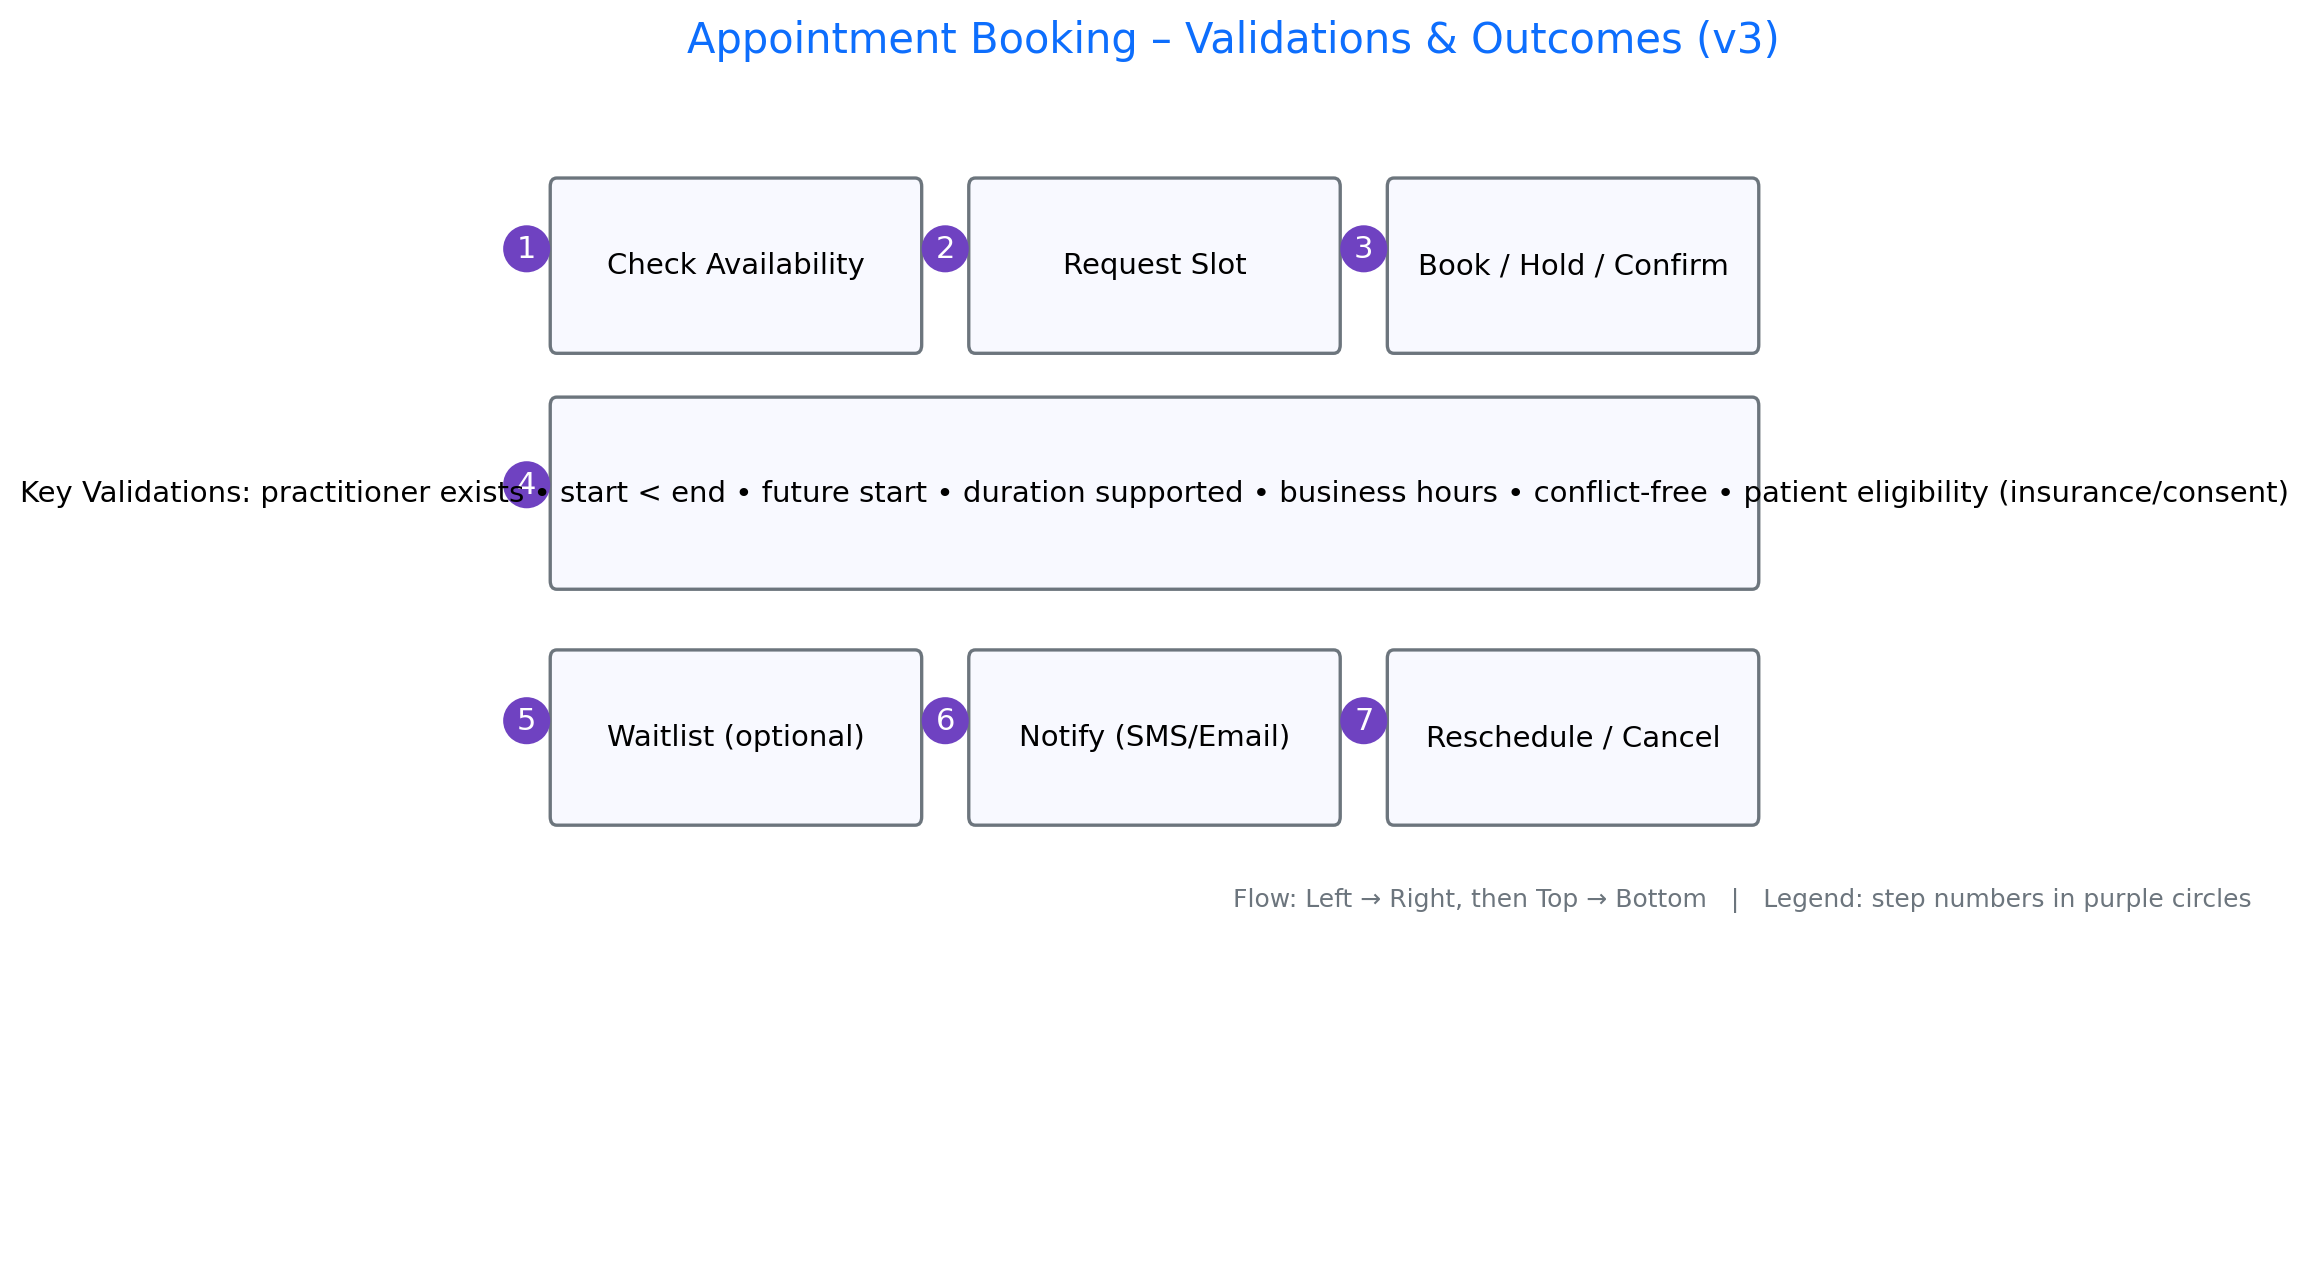 Appointment Booking – Validations & Outcomes (v3)
1
Check Availability
2
Request Slot
3
Book / Hold / Confirm
4
Key Validations: practitioner exists • start < end • future start • duration supported • business hours • conflict-free • patient eligibility (insurance/consent)
5
Waitlist (optional)
6
Notify (SMS/Email)
7
Reschedule / Cancel
Flow: Left → Right, then Top → Bottom | Legend: step numbers in purple circles